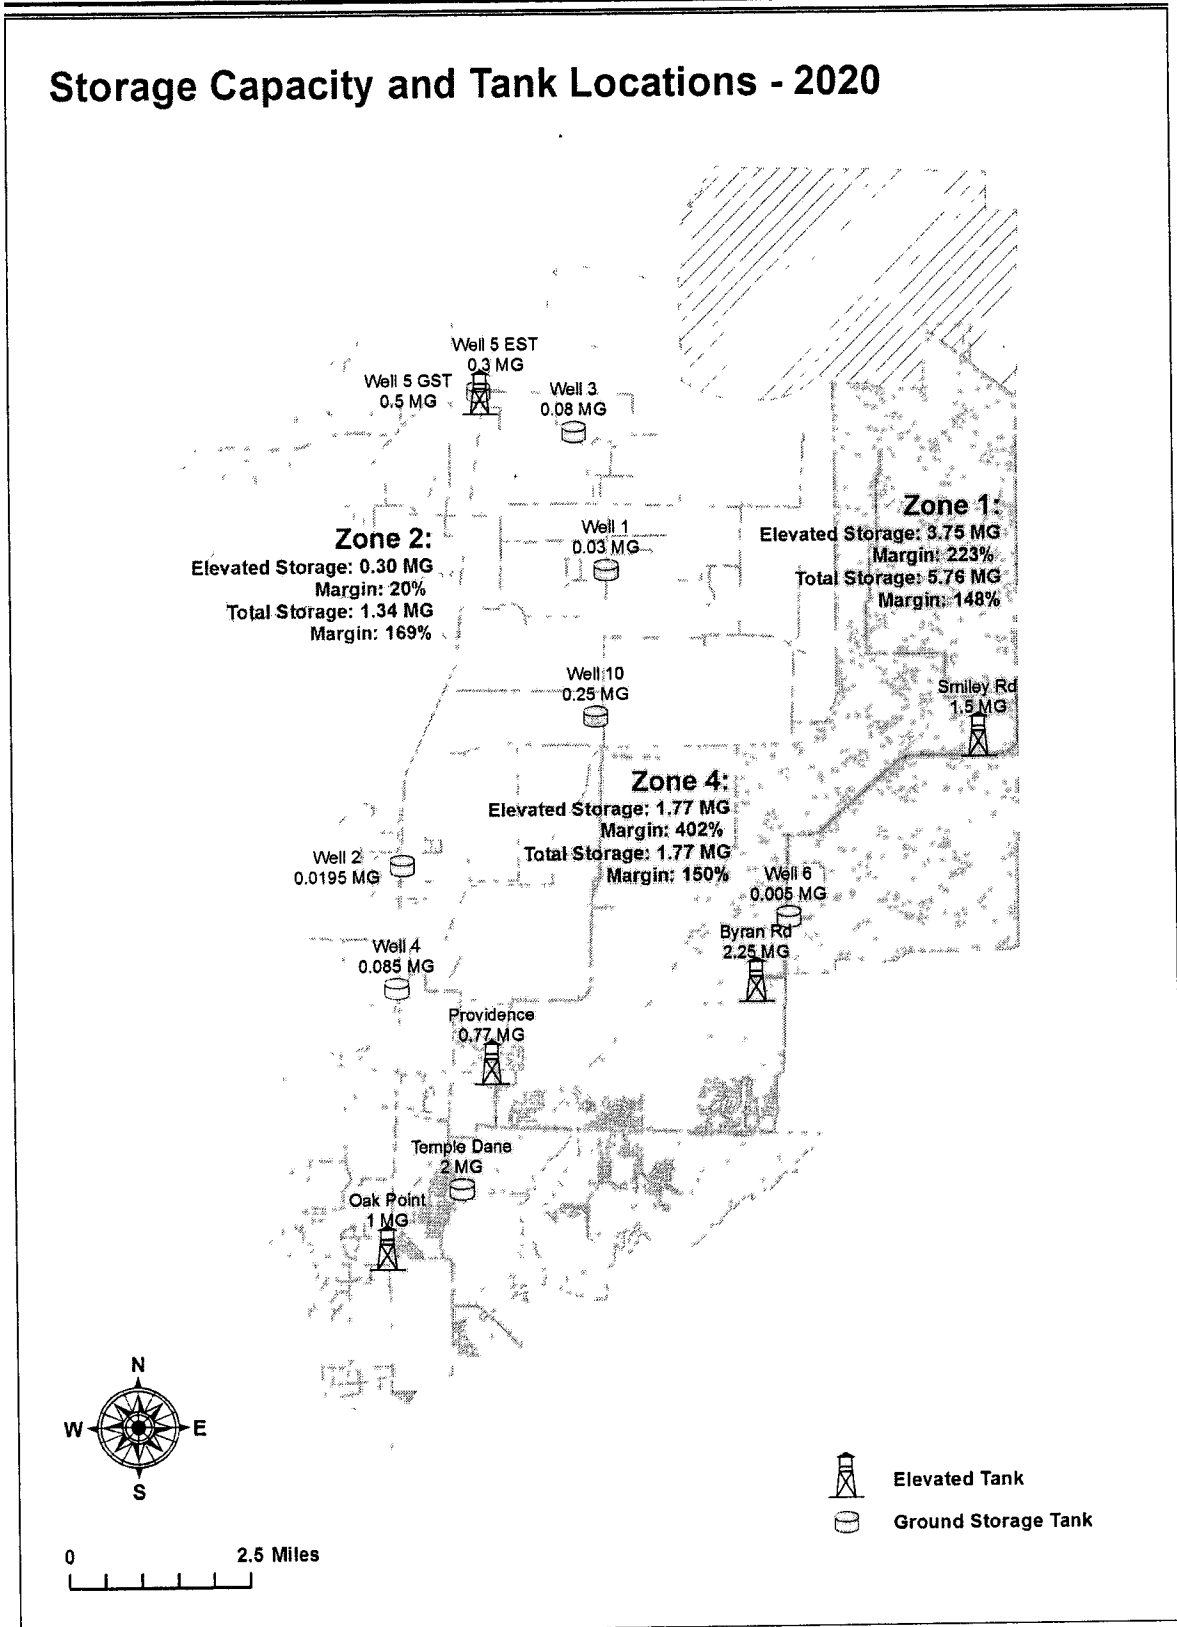 Storage Capacity and Tank Locations - 2020
Well 5 EST
0.3 MG
Well 5 GST
0.5 MG
Well 3
0.08 MG
Zone 1:
Elevated Storage: 3.75 MG
Margin: 223%
Total Storage: 5.76 MG
Margin: 148%
Well 1
0.03 MG
Zone 2:
Elevated Storage: 0.30 MG
Margin: 20%
Total Storage: 1.34 MG
Margin: 169%
Well 10
0.25 MG
Smiley Rd
1.5 MG
Zone 4:
Elevated Storage: 1.77 MG
Margin: 402%
Total Storage: 1.77 MG
Margin: 150%
Well 2
0.0195 MG
Well 6
0.005 MG
Byran Rd
2.25 MG
Well 4
0.085 MG
Providence
0.77 MG
Temple Dane
2 MG
Oak Point
1 MG
N
W
E
S
Elevated Tank
Ground Storage Tank
0
2.5 Miles